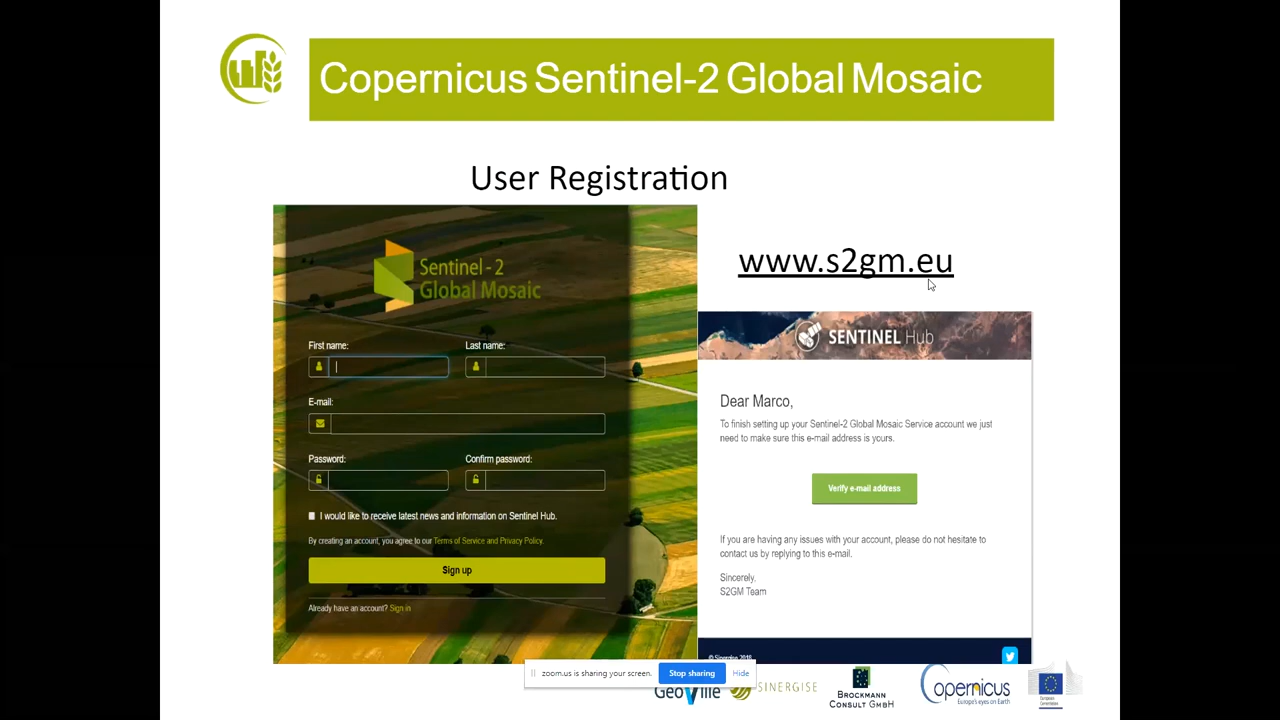 Copernicus Sentinel-2 Global Mosaic
User Registration
www.s2gm.eu
Sentinel - 2
Global Mosaic
First name:
Last name:
E-mail:
Password:
Confirm password:
I would like to receive latest news and information on Sentinel Hub.
By creating an account, you agree to our Terms of Service and Privacy Policy.
Sign up
Already have an account? Sign in
SENTINEL Hub
Dear Marco,
To finish setting up your Sentinel-2 Global Mosaic Service account we just
need to make sure this e-mail address is yours.
Verify e-mail address
If you are having any issues with your account, please do not hesitate to
contact us by replying to this e-mail.
Sincerely,
S2GM Team
© Sinergise 2018
zoom.us is sharing your screen.
Stop sharing
Hide
GeoVille
SINERGISE
BROCKMANN
CONSULT GMBH
Copernicus
Europe's eyes on Earth
European
Commission